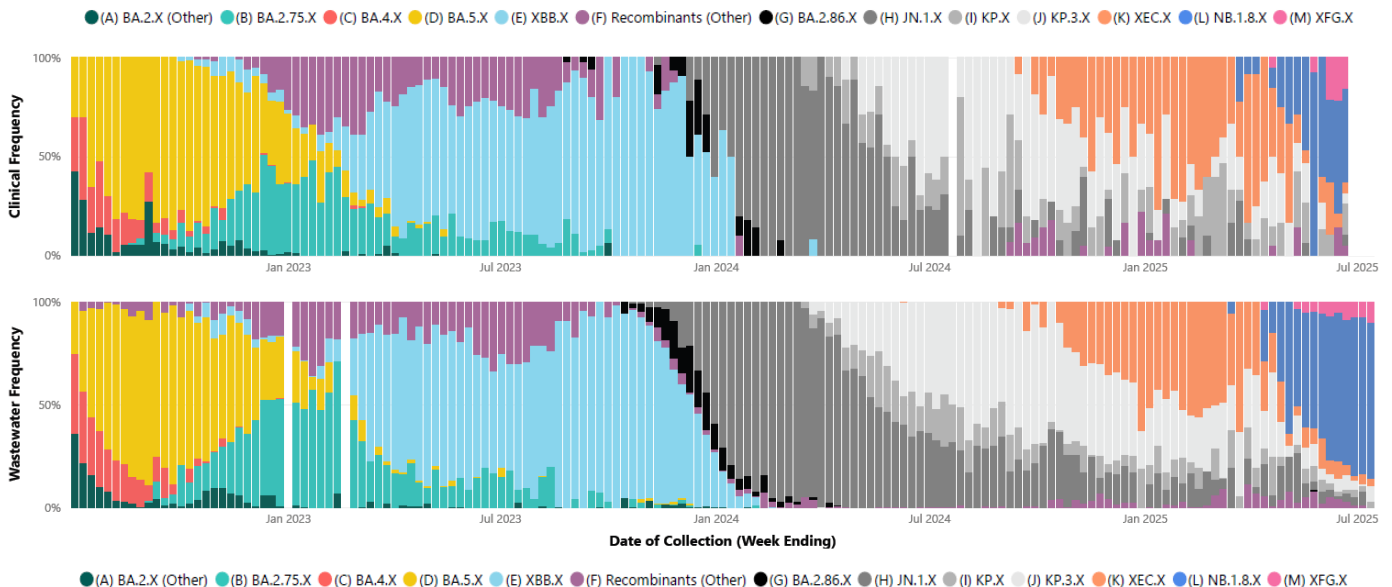 (A) BA.2.X (Other) (B) BA.2.75.X (C) BA.4.X (D) BA.5.X (E) XBB.X (F) Recombinants (Other) (G) BA.2.86.X (H) JN.1.X (I) KP.X (J) KP.3.X (K) XEC.X (L) NB.1.8.X (M) XFG.X
Clinical Frequency
100%
50%
0%
Jan 2023 Jul 2023 Jan 2024 Jul 2024 Jan 2025 Jul 2025
Wastewater Frequency
100%
50%
0%
Jan 2023 Jul 2023 Jan 2024 Jul 2024 Jan 2025 Jul 2025
Date of Collection (Week Ending)
(A) BA.2.X (Other) (B) BA.2.75.X (C) BA.4.X (D) BA.5.X (E) XBB.X (F) Recombinants (Other) (G) BA.2.86.X (H) JN.1.X (I) KP.X (J) KP.3.X (K) XEC.X (L) NB.1.8.X (M) XFG.X